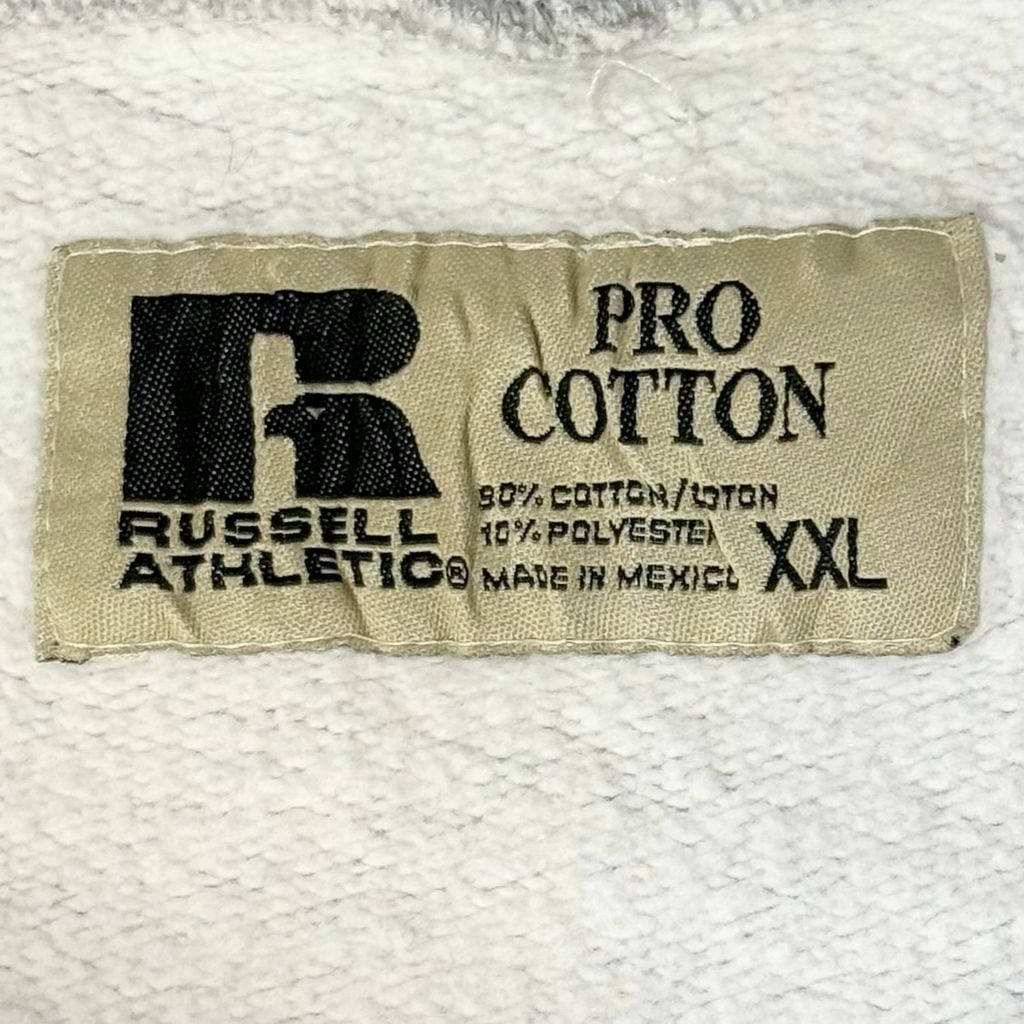 PRO
COTTON
90% COTTON/COTON
10% POLYESTER
MADE IN MEXICO
XXL
RUSSELL
ATHLETIC®